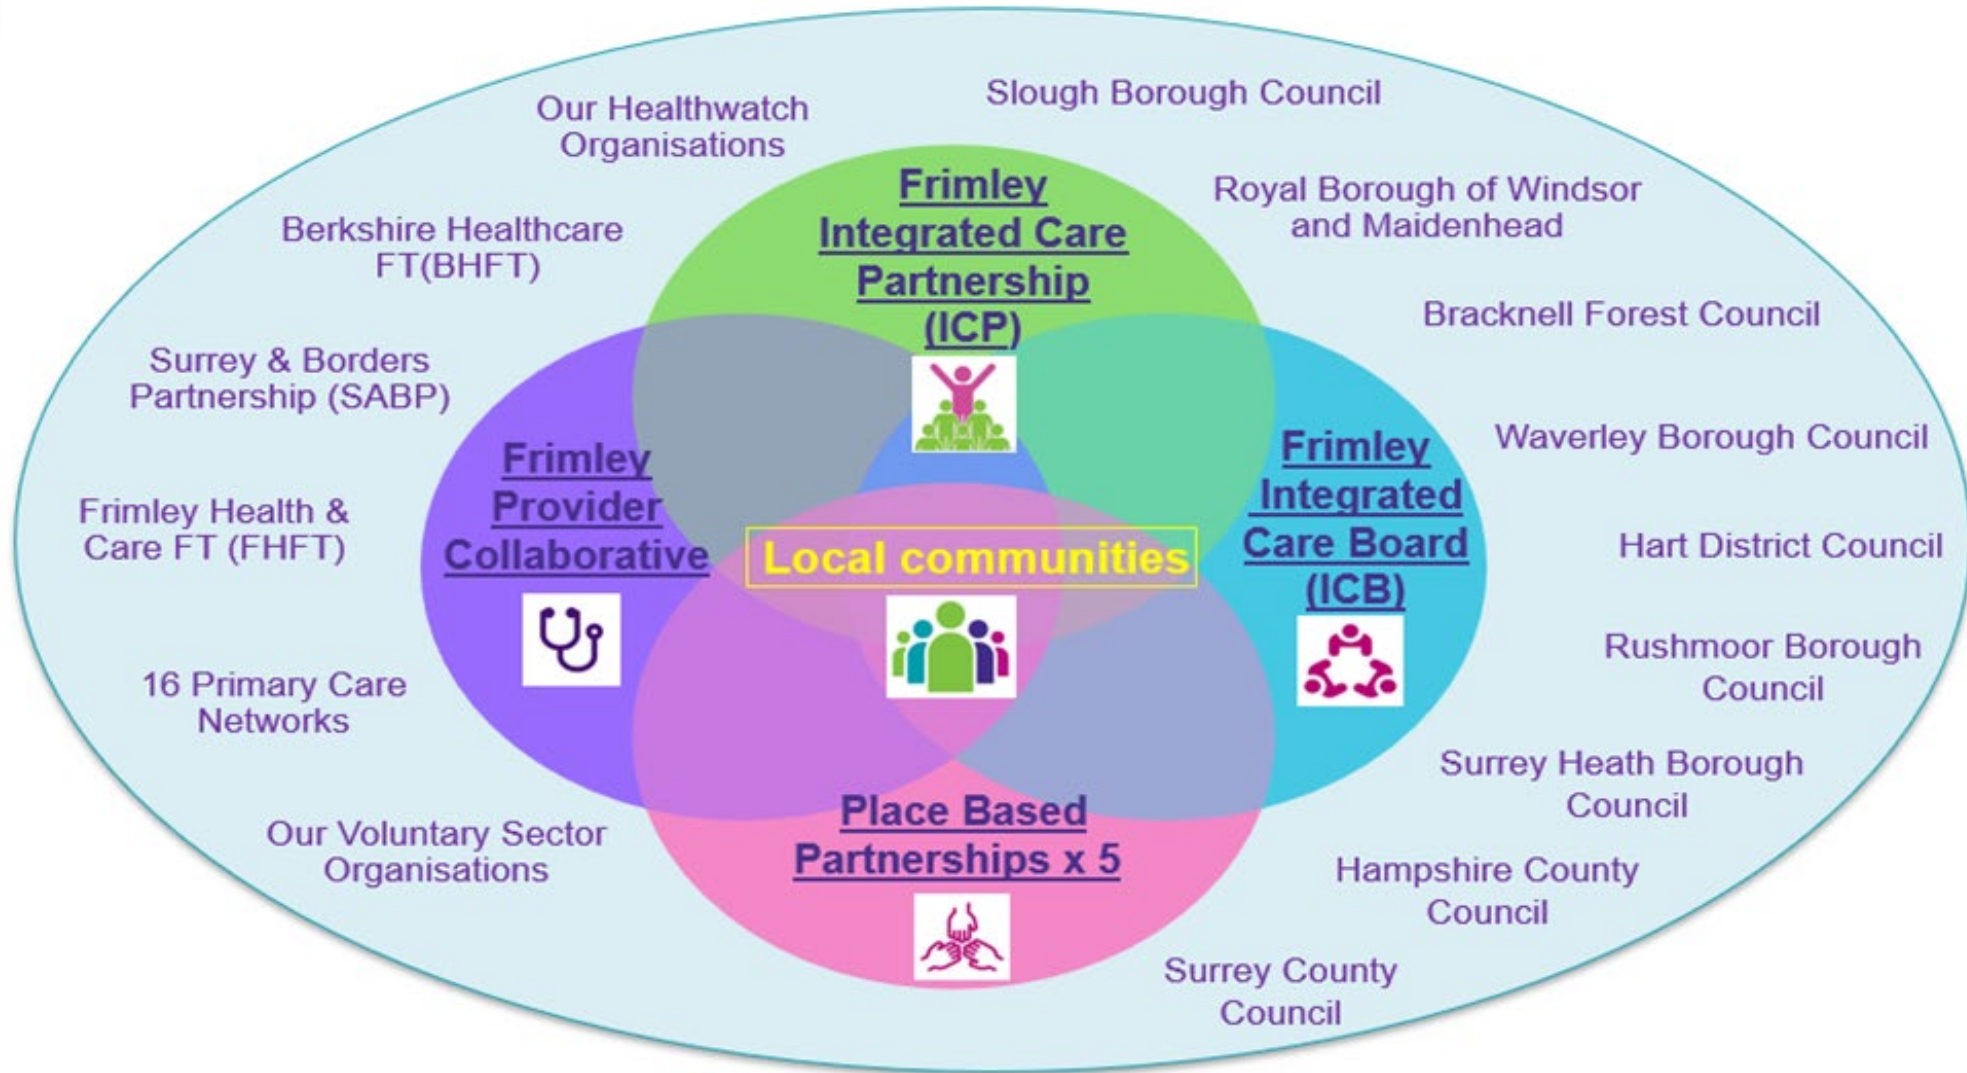 Our Healthwatch
Organisations
Slough Borough Council
Berkshire Healthcare
FT(BHFT)
Frimley
Integrated Care
Partnership
(ICP)
Royal Borough of Windsor
and Maidenhead
Bracknell Forest Council
Surrey & Borders
Partnership (SABP)
Waverley Borough Council
Frimley
Provider
Collaborative
Frimley
Integrated
Care Board
(ICB)
Frimley Health &
Care FT (FHFT)
Local communities
Hart District Council
Rushmoor Borough
Council
16 Primary Care
Networks
Surrey Heath Borough
Council
Our Voluntary Sector
Organisations
Place Based
Partnerships x 5
Hampshire County
Council
Surrey County
Council